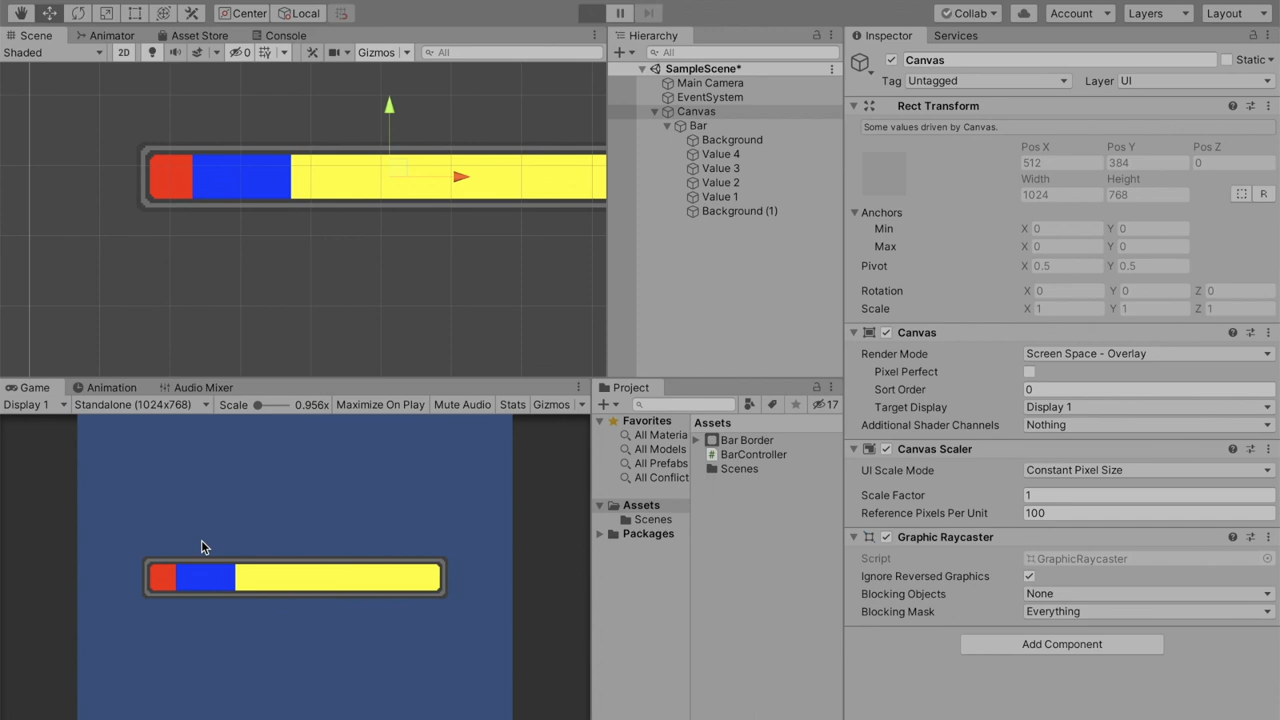 Center Local Collab Account Layers Layout
Scene Animator Asset Store Console
Shaded 2D 0 Gizmos All
Hierarchy
All
SampleScene*
Main Camera
EventSystem
Canvas
Bar
Background
Value 4
Value 3
Value 2
Value 1
Background (1)
Inspector Services
Canvas Static
Tag Untagged Layer UI
Rect Transform
Some values driven by Canvas.
Pos X Pos Y Pos Z
512 384 0
Width Height
1024 768 R
Anchors
Min X 0 Y 0
Max X 0 Y 0
Pivot X 0.5 Y 0.5
Rotation X 0 Y 0 Z 0
Scale X 1 Y 1 Z 1
Canvas
Render Mode Screen Space - Overlay
Pixel Perfect
Sort Order 0
Target Display Display 1
Additional Shader Channels Nothing
Canvas Scaler
UI Scale Mode Constant Pixel Size
Scale Factor 1
Reference Pixels Per Unit 100
Graphic Raycaster
Script GraphicRaycaster
Ignore Reversed Graphics
Blocking Objects None
Blocking Mask Everything
Add Component
Game Animation Audio Mixer
Display 1 Standalone (1024x768) Scale 0.956x Maximize On Play Mute Audio Stats Gizmos
Project
17
Favorites
All Materia
All Models
All Prefabs
All Conflict
Assets
Scenes
Packages
Assets
Bar Border
BarController
Scenes